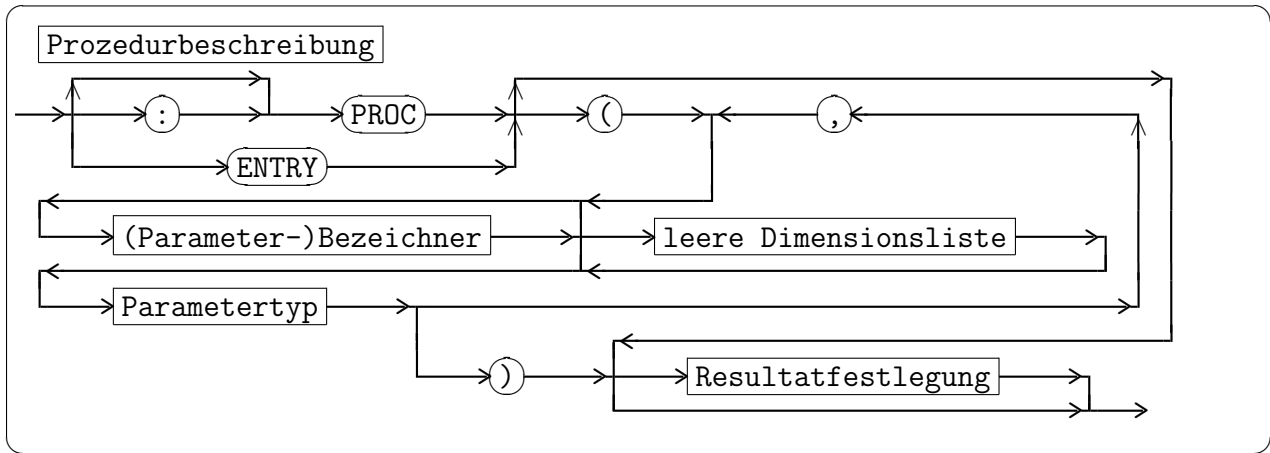 Prozedurbeschreibung
: PROC ( ,
ENTRY
(Parameter-)Bezeichner leere Dimensionsliste
Parametertyp
) Resultatfestlegung